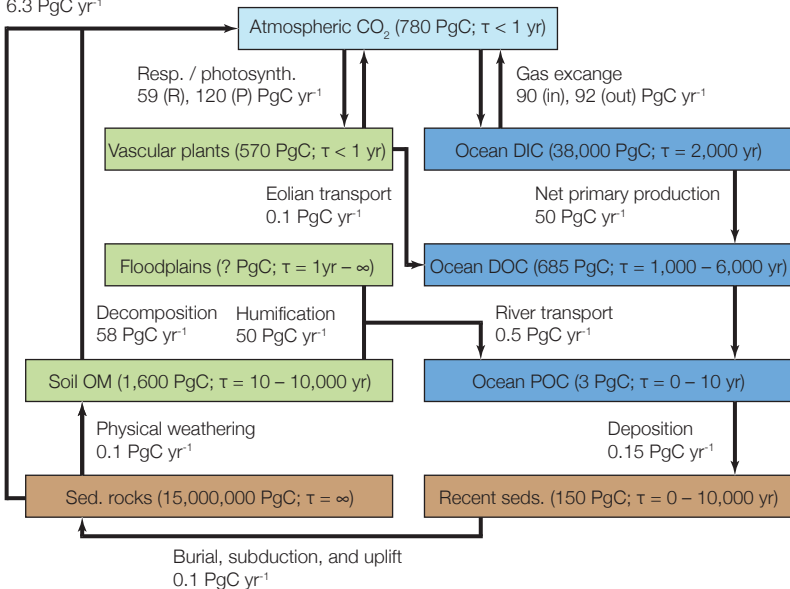 6.3 PgC yr⁻¹
Atmospheric CO₂ (780 PgC; τ < 1 yr)
Resp. / photosynth.
59 (R), 120 (P) PgC yr⁻¹
Gas excange
90 (in), 92 (out) PgC yr⁻¹
Vascular plants (570 PgC; τ < 1 yr)
Ocean DIC (38,000 PgC; τ = 2,000 yr)
Eolian transport
0.1 PgC yr⁻¹
Net primary production
50 PgC yr⁻¹
Floodplains (? PgC; τ = 1yr – ∞)
Ocean DOC (685 PgC; τ = 1,000 – 6,000 yr)
Decomposition
58 PgC yr⁻¹
Humification
50 PgC yr⁻¹
River transport
0.5 PgC yr⁻¹
Soil OM (1,600 PgC; τ = 10 – 10,000 yr)
Ocean POC (3 PgC; τ = 0 – 10 yr)
Physical weathering
0.1 PgC yr⁻¹
Deposition
0.15 PgC yr⁻¹
Sed. rocks (15,000,000 PgC; τ = ∞)
Recent seds. (150 PgC; τ = 0 – 10,000 yr)
Burial, subduction, and uplift
0.1 PgC yr⁻¹